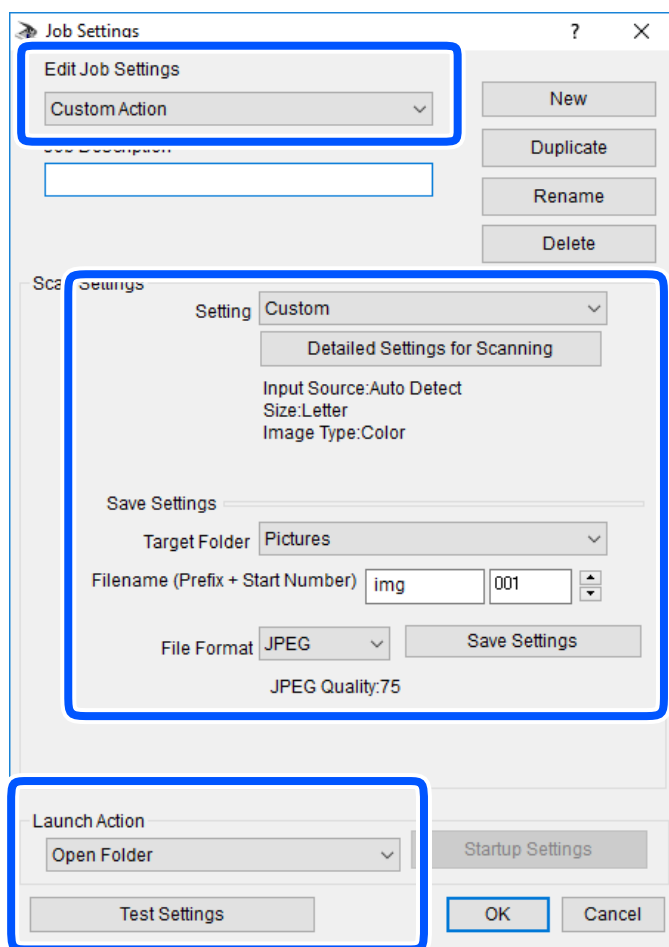 Job Settings
?
Edit Job Settings
Custom Action
New
Duplicate
Rename
Delete
Setting
Custom
Detailed Settings for Scanning
Input Source:Auto Detect
Size:Letter
Image Type:Color
Save Settings
Target Folder
Pictures
Filename (Prefix + Start Number)
img
001
File Format
JPEG
Save Settings
JPEG Quality:75
Launch Action
Open Folder
Startup Settings
Test Settings
OK
Cancel